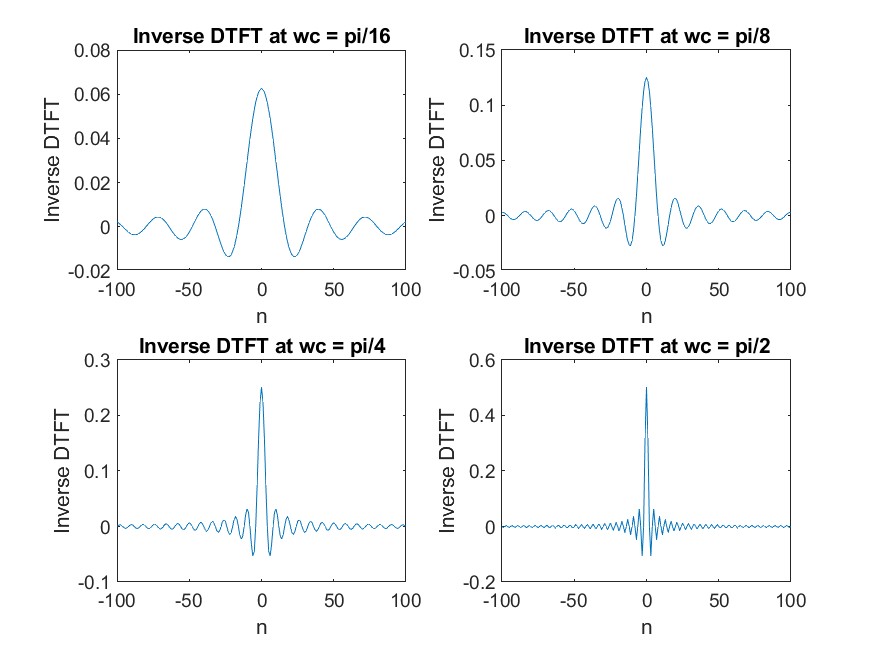 Inverse DTFT at wc = pi/16
0.08
0.06
0.04
0.02
0
-0.02
Inverse DTFT
-100 -50 0 50 100
n
Inverse DTFT at wc = pi/8
0.15
0.1
0.05
0
-0.05
Inverse DTFT
-100 -50 0 50 100
n
Inverse DTFT at wc = pi/4
0.3
0.2
0.1
0
-0.1
Inverse DTFT
-100 -50 0 50 100
n
Inverse DTFT at wc = pi/2
0.6
0.4
0.2
0
-0.2
Inverse DTFT
-100 -50 0 50 100
n